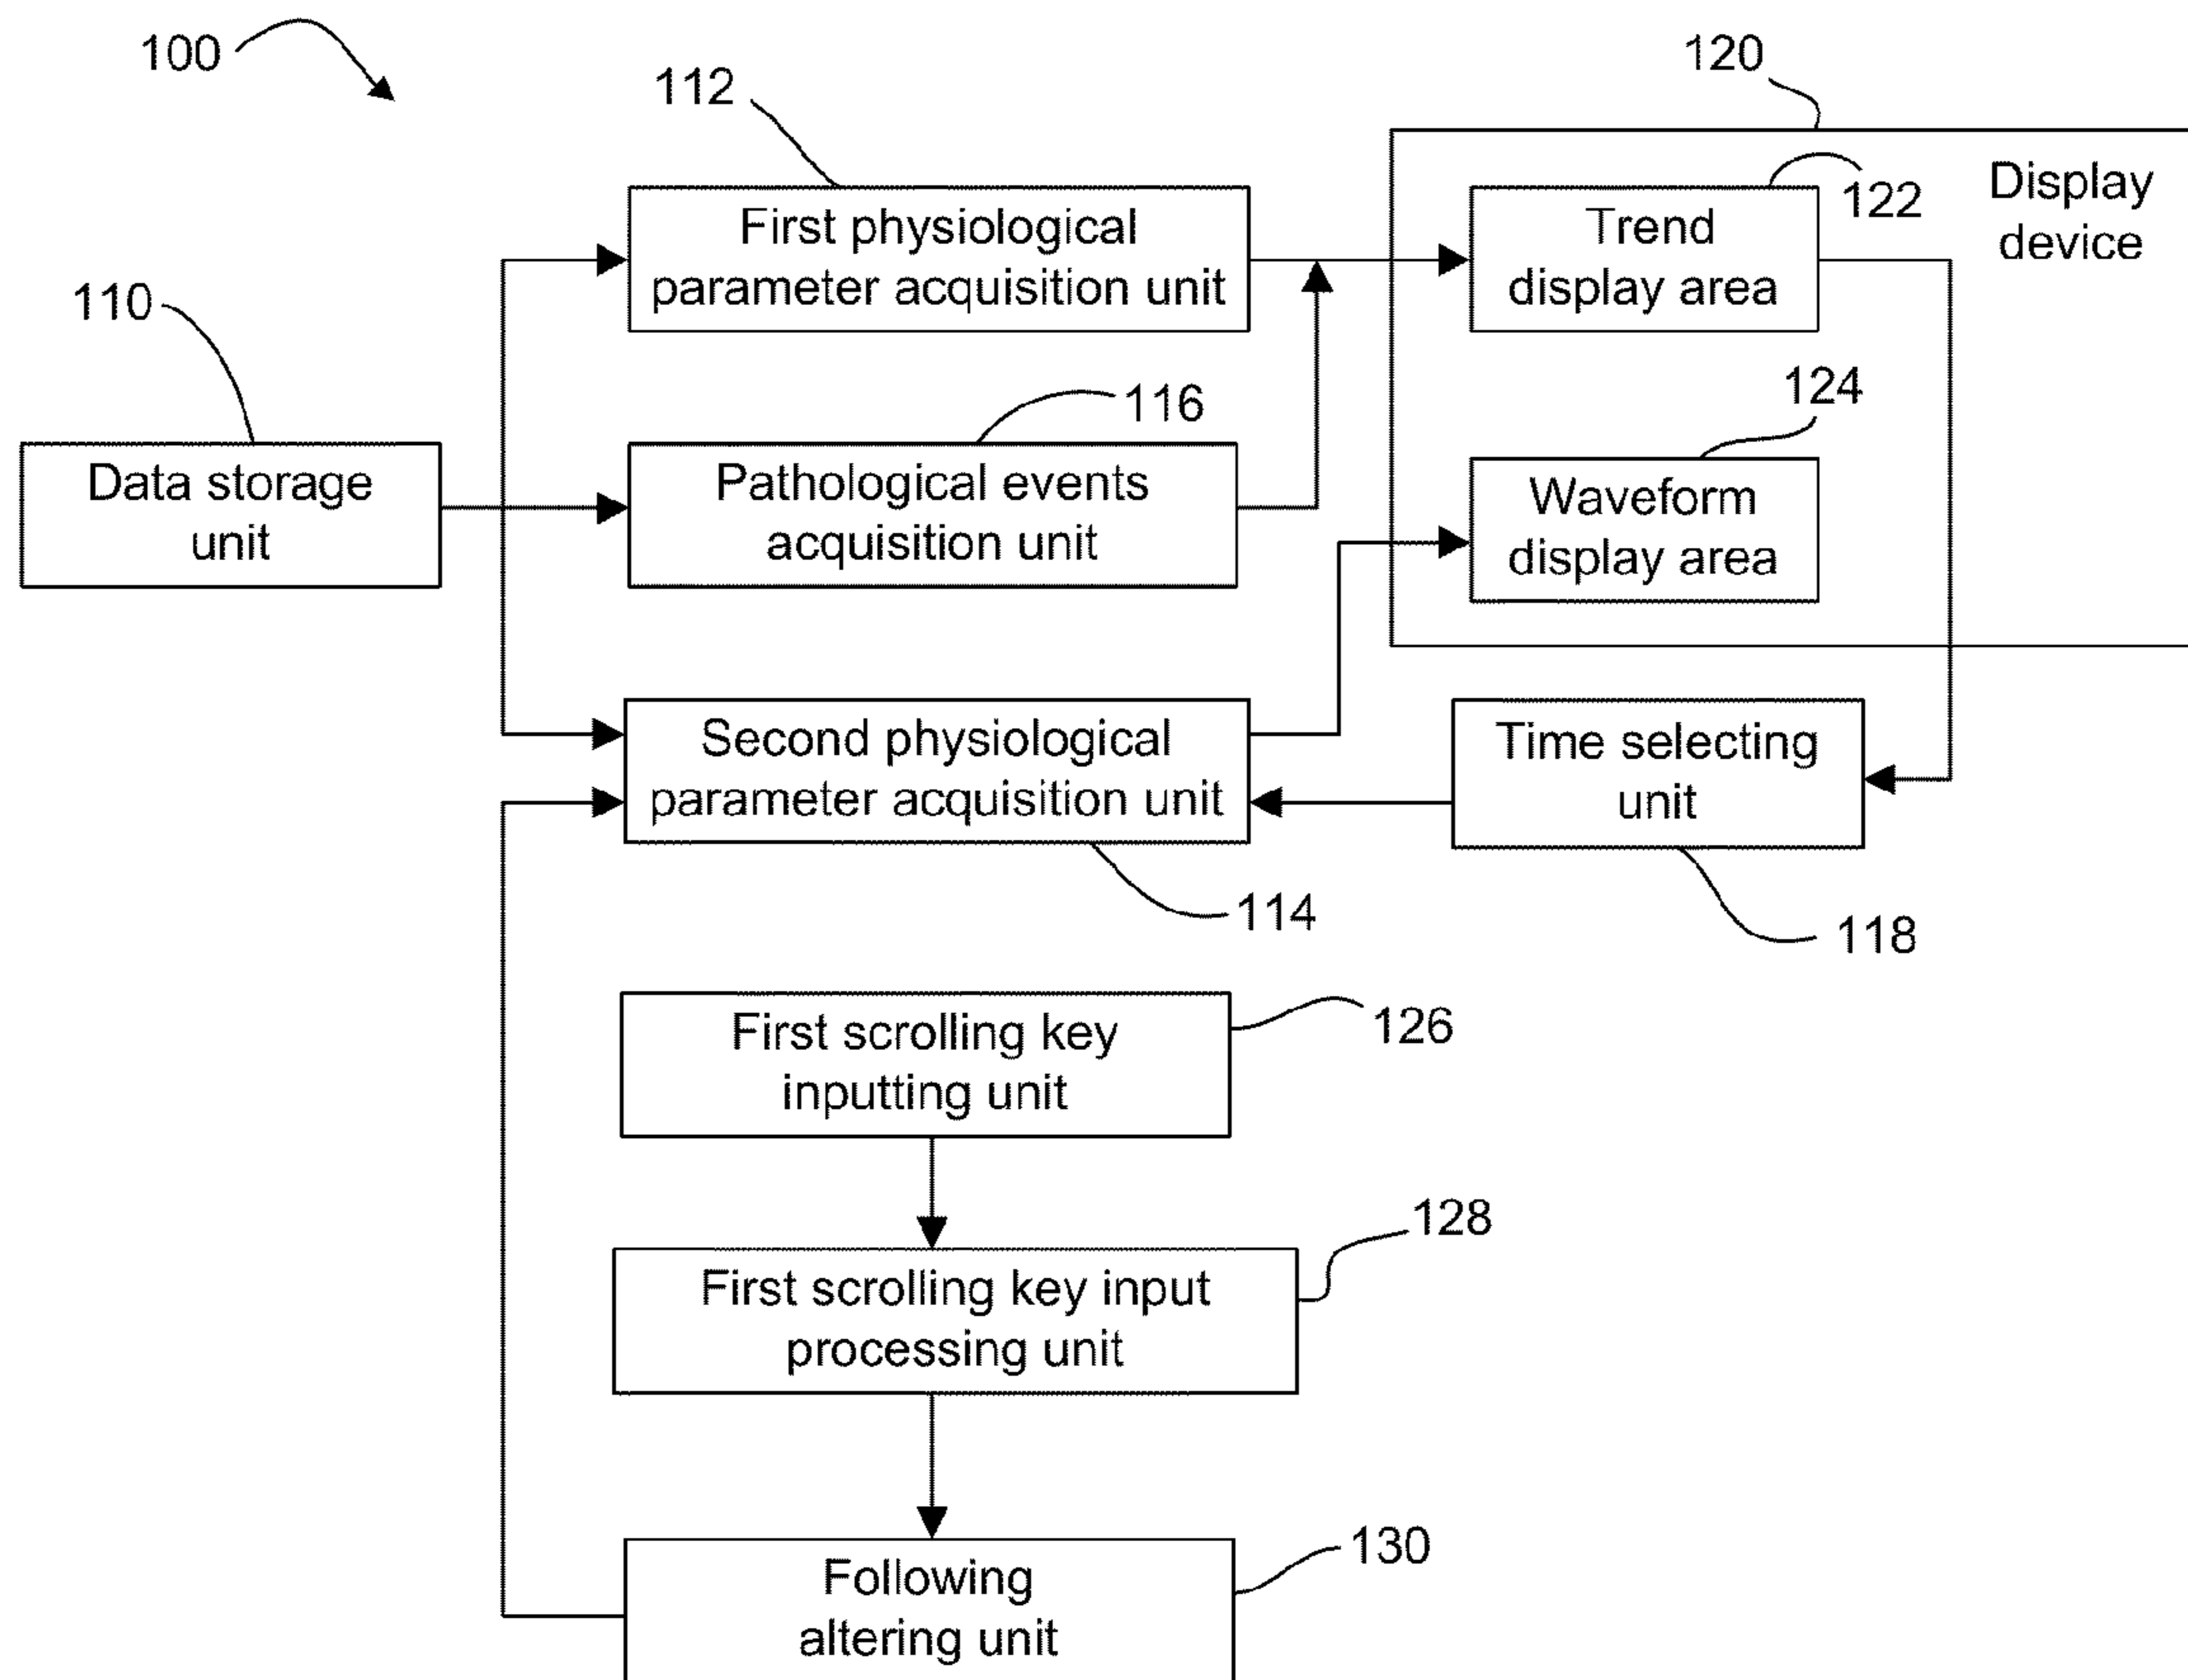 100
112
120
First physiological
parameter acquisition unit
Trend
display area
122
Display
device
110
116
124
Data storage
unit
Pathological events
acquisition unit
Waveform
display area
Second physiological
parameter acquisition unit
Time selecting
unit
114
118
First scrolling key
inputting unit
126
128
First scrolling key input
processing unit
130
Following
altering unit